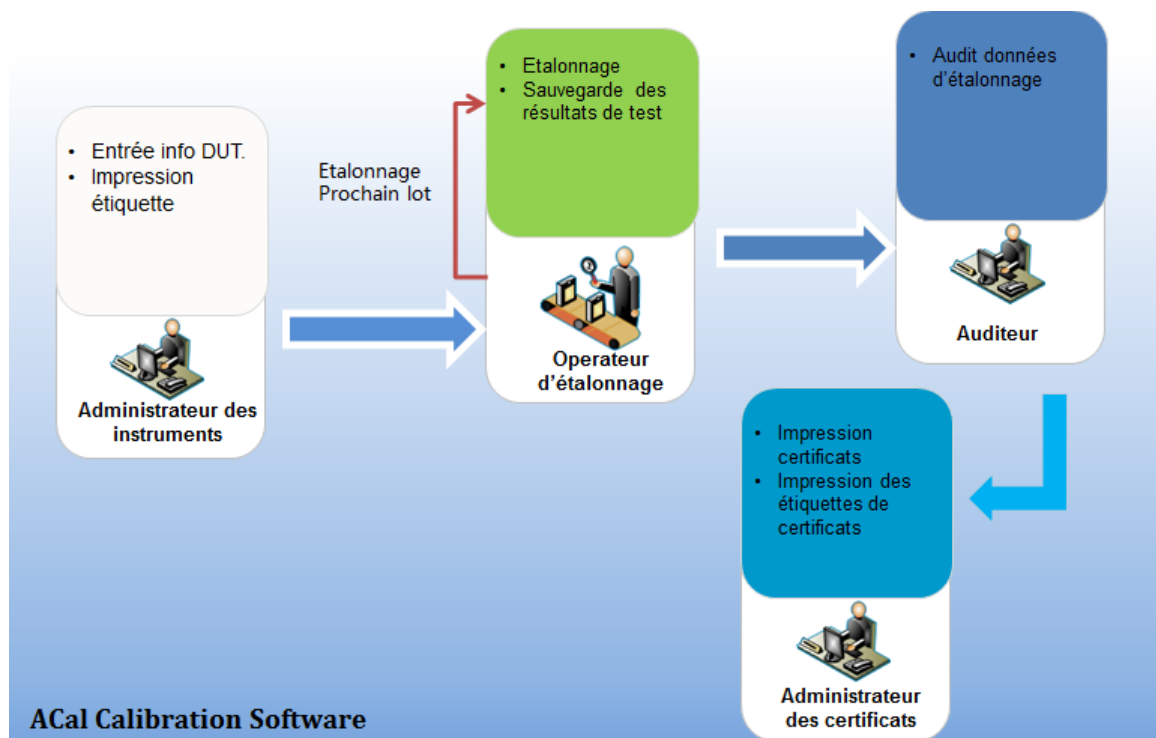 • Entrée info DUT.
• Impression
étiquette
Administrateur des
instruments
Etalonnage
Prochain lot
• Etalonnage
• Sauvegarde des
résultats de test
Operateur
d'étalonnage
• Audit données
d'étalonnage
Auditeur
• Impression
certificats
• Impression des
étiquettes de
certificats
Administrateur
des certificats
ACal Calibration Software